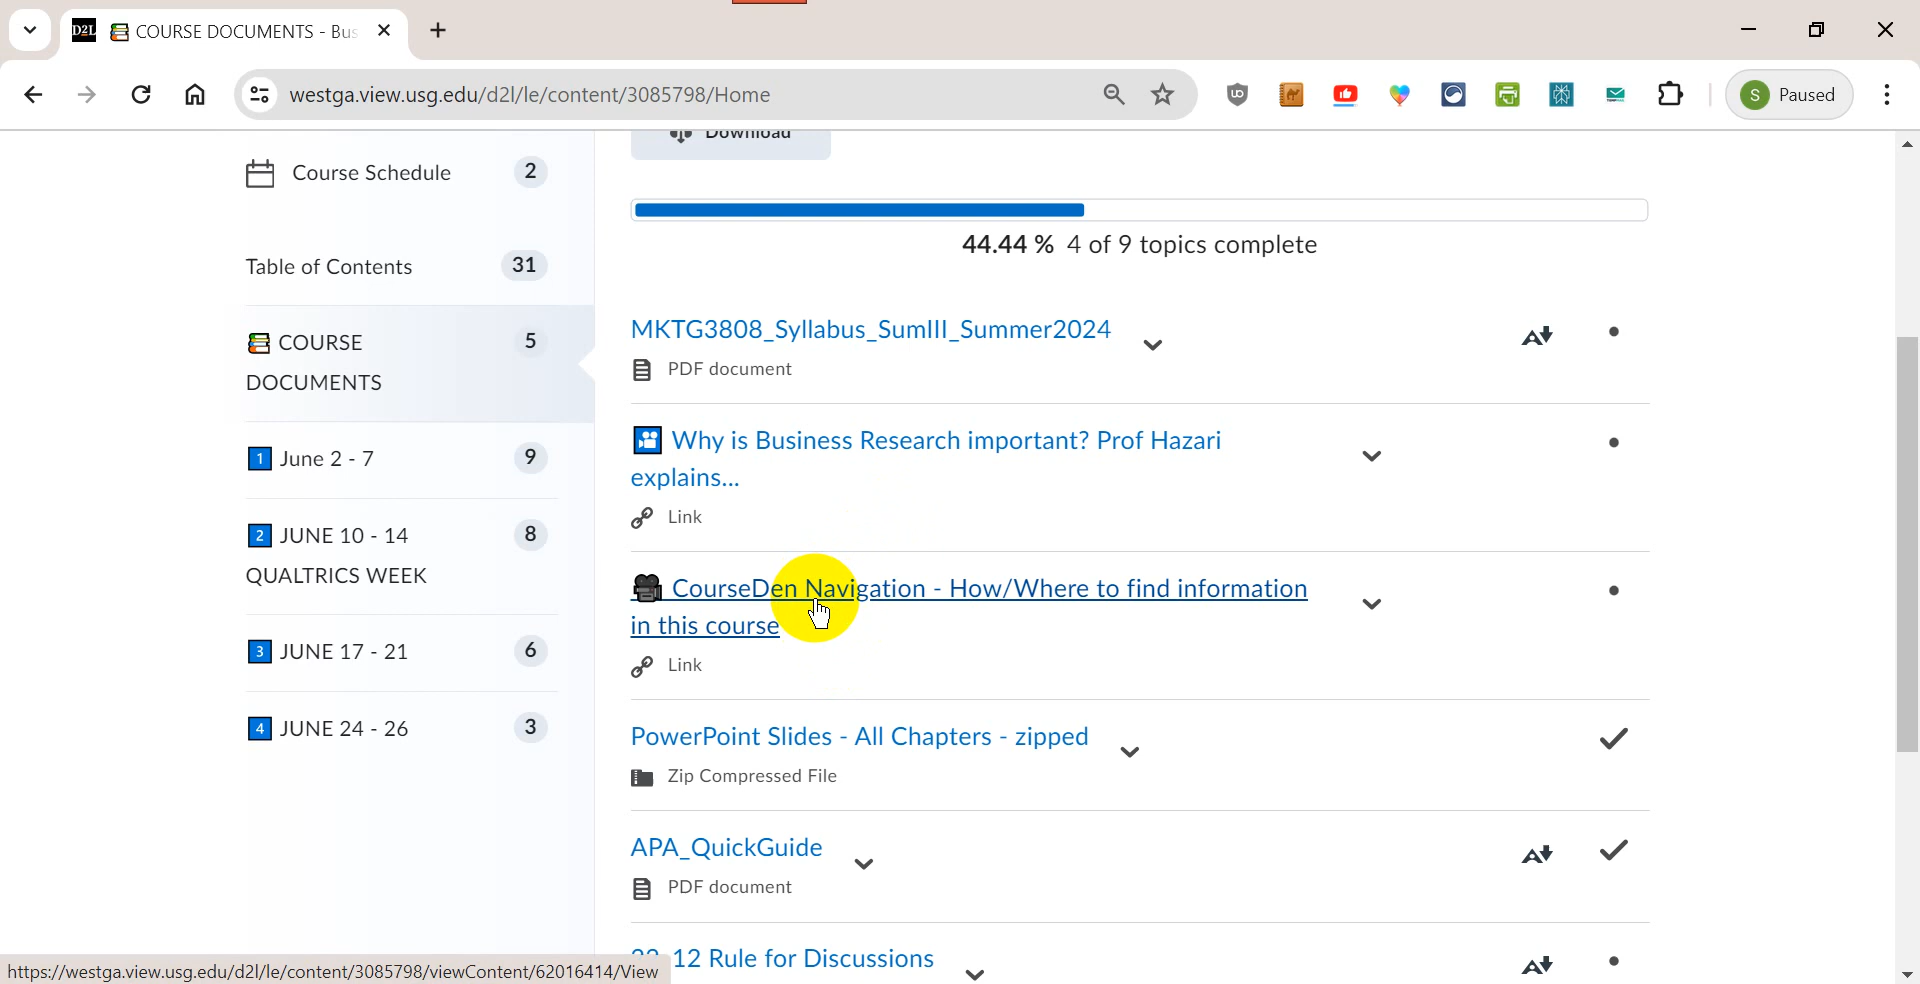 D2L COURSE DOCUMENTS - Bus
westga.view.usg.edu/d2l/le/content/3085798/Home
S Paused
Download
Course Schedule 2
44.44 % 4 of 9 topics complete
Table of Contents 31
COURSE DOCUMENTS 5
1 June 2 - 7 9
2 JUNE 10 - 14 8
QUALTRICS WEEK
3 JUNE 17 - 21 6
4 JUNE 24 - 26 3
MKTG3808_Syllabus_SumIII_Summer2024
PDF document
Why is Business Research important? Prof Hazari
explains...
Link
CourseDen Navigation - How/Where to find information
in this course
Link
PowerPoint Slides - All Chapters - zipped
Zip Compressed File
APA_QuickGuide
PDF document
12 Rule for Discussions
https://westga.view.usg.edu/d2l/le/content/3085798/viewContent/62016414/View